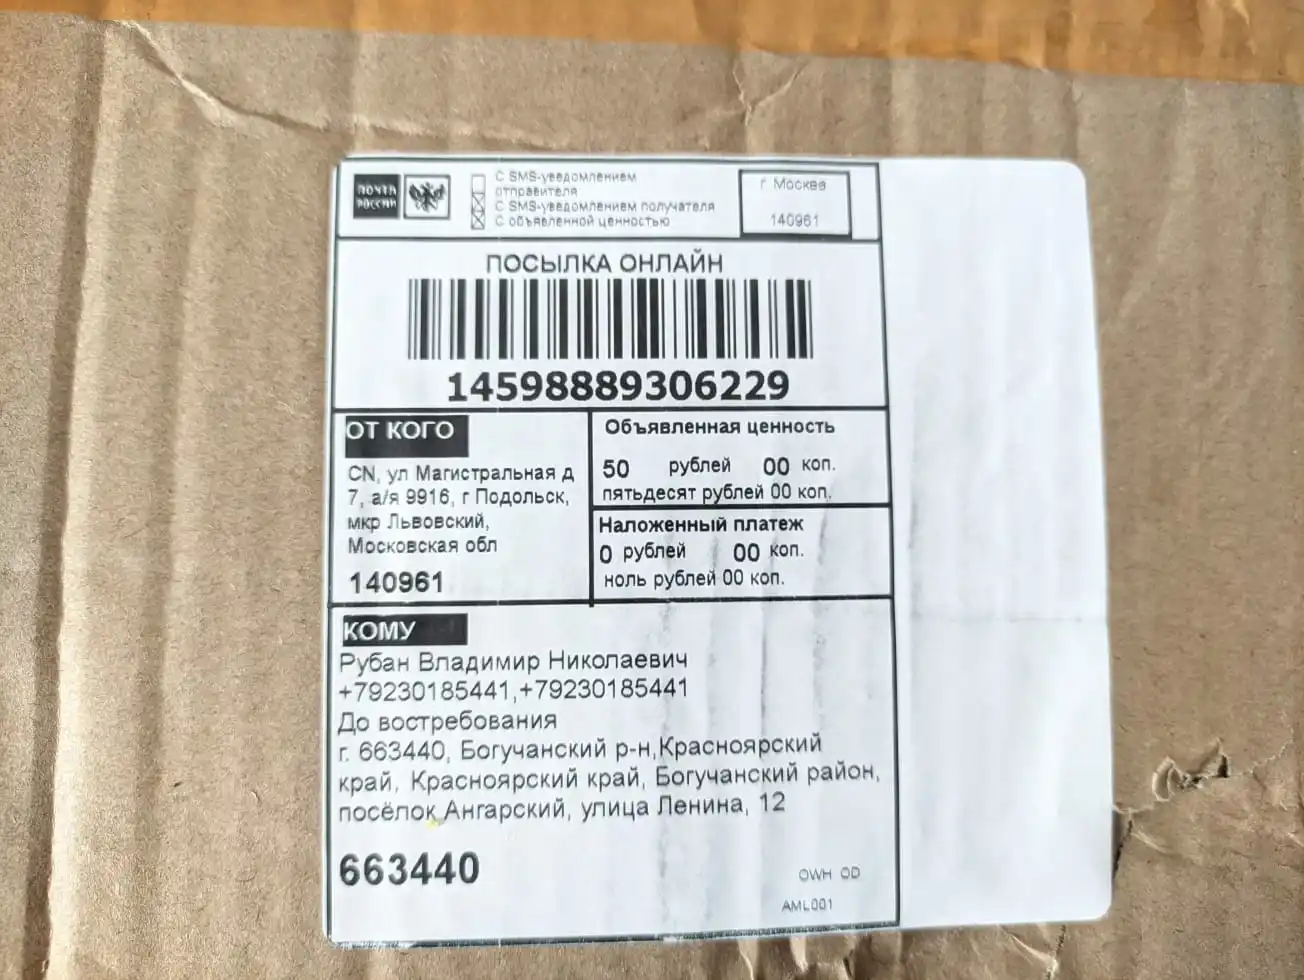 ПОЧТА
РОССИИ
С SMS-уведомлением
отправителя
С SMS-уведомлением получателя
С объявленной ценностью
г Москва
140961
ПОСЫЛКА ОНЛАЙН
14598889306229
ОТ КОГО
CN, ул Магистральная д
7, а/я 9916, г Подольск,
мкр Львовский,
Московская обл
140961
Объявленная ценность
50 рублей 00 коп.
пятьдесят рублей 00 коп.
Наложенный платеж
0 рублей 00 коп.
ноль рублей 00 коп.
КОМУ
Рубан Владимир Николаевич
+79230185441,+79230185441
До востребования
г. 663440, Богучанский р-н,Красноярский
край, Красноярский край, Богучанский район,
посёлок Ангарский, улица Ленина, 12
663440
OWH OD
AML001